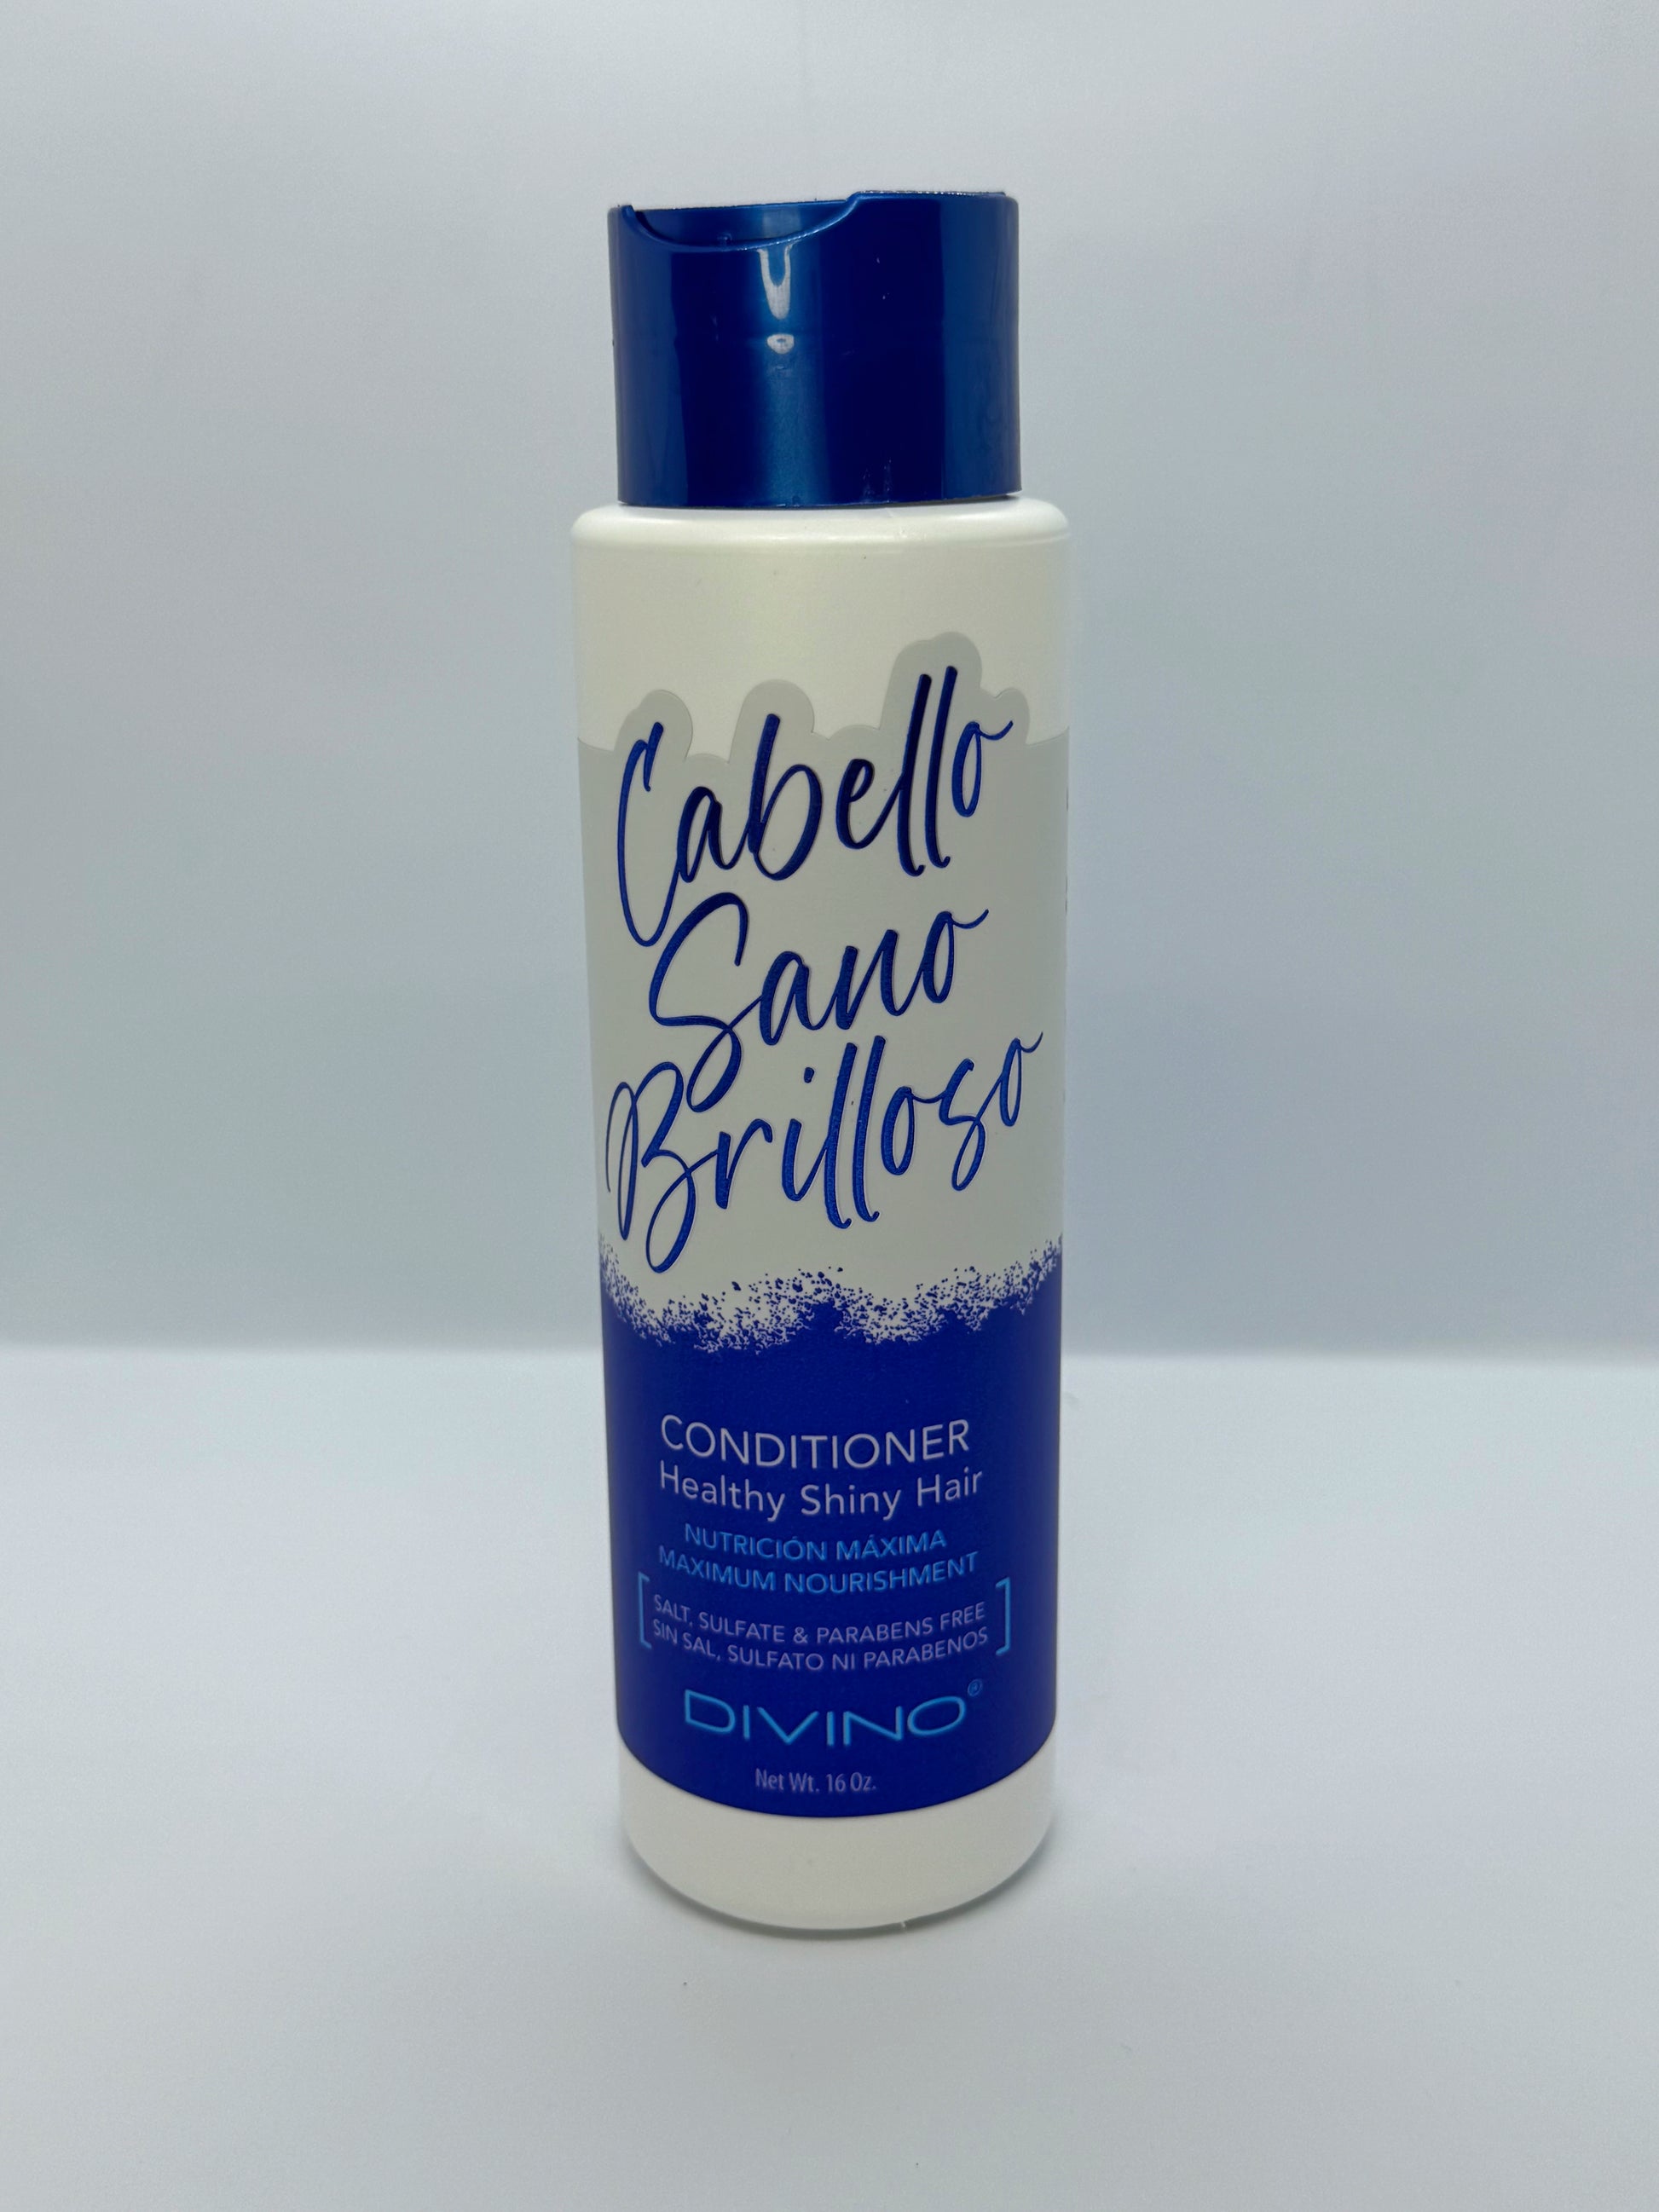 Cabello
Sano
Brilloso
CONDITIONER
Healthy Shiny Hair
NUTRICIÓN MÁXIMA
MAXIMUM NOURISHMENT
[SALT, SULFATE & PARABENS FREE
SIN SAL, SULFATO NI PARABENOS]
DIVINO®
Net Wt. 16 Oz.